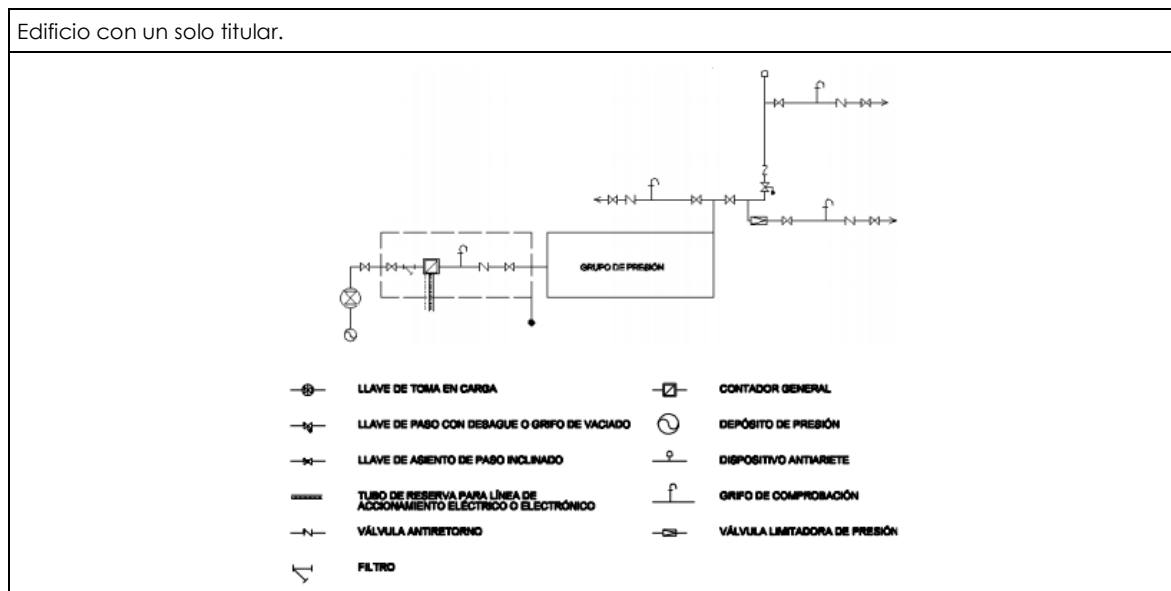 Edificio con un solo titular.
GRUPO DE PRESIÓN
LLAVE DE TOMA EN CARGA
CONTADOR GENERAL
LLAVE DE PASO CON DESAGUE O GRIFO DE VACIADO
DEPÓSITO DE PRESIÓN
LLAVE DE ASIENTO DE PASO INCLINADO
DISPOSITIVO ANTIARIETE
TUBO DE RESERVA PARA LÍNEA DE
ACCIONAMIENTO ELÉCTRICO O ELECTRÓNICO
GRIFO DE COMPROBACIÓN
VÁLVULA ANTIRETORNO
VÁLVULA LIMITADORA DE PRESIÓN
FILTRO